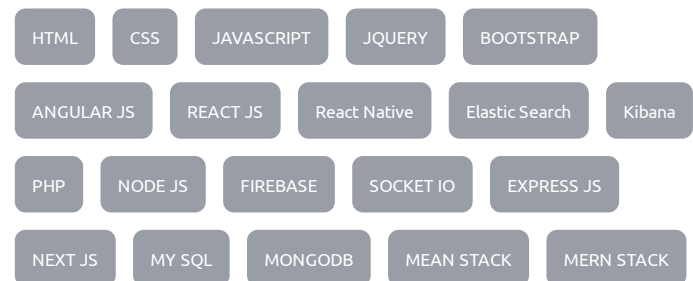 HTML CSS JAVASCRIPT JQUERY BOOTSTRAP
ANGULAR JS REACT JS React Native Elastic Search Kibana
PHP NODE JS FIREBASE SOCKET IO EXPRESS JS
NEXT JS MY SQL MONGODB MEAN STACK MERN STACK